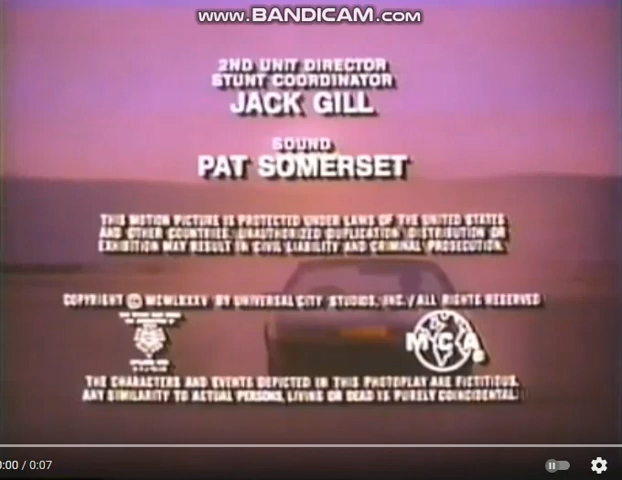 www.BANDICAM.com
2ND UNIT DIRECTOR
STUNT COORDINATOR
JACK GILL
SOUND
PAT SOMERSET
THIS MOTION PICTURE IS PROTECTED UNDER LAWS OF THE UNITED STATES
AND OTHER COUNTRIES. UNAUTHORIZED DUPLICATION, DISTRIBUTION OR
EXHIBITION MAY RESULT IN CIVIL LIABILITY AND CRIMINAL PROSECUTION.
COPYRIGHT © MCMLXXXV BY UNIVERSAL CITY STUDIOS, INC./ALL RIGHTS RESERVED
MCA
THE CHARACTERS AND EVENTS DEPICTED IN THIS PHOTOPLAY ARE FICTITIOUS.
ANY SIMILARITY TO ACTUAL PERSONS, LIVING OR DEAD IS PURELY COINCIDENTAL.
:00 / 0:07